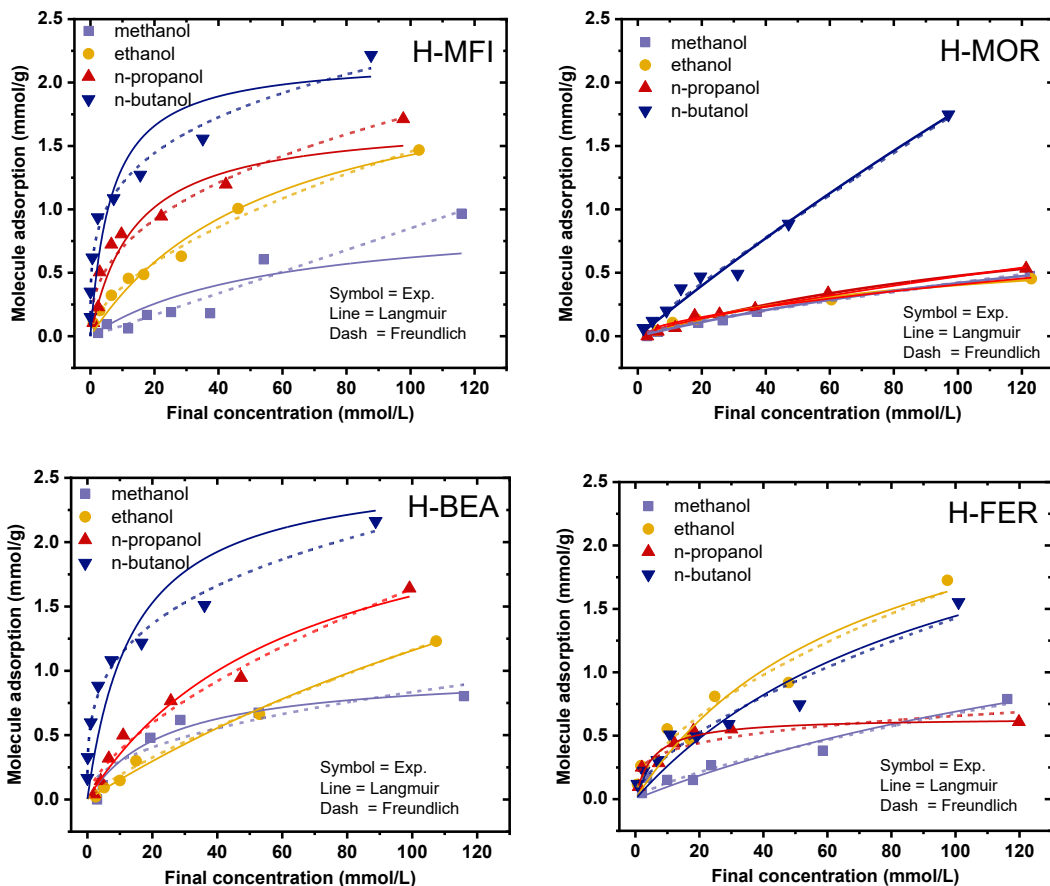 H-MFI
methanol
ethanol
n-propanol
n-butanol
Symbol = Exp.
Line = Langmuir
Dash = Freundlich
2.5
2.0
1.5
1.0
0.5
0.0
0 20 40 60 80 100 120
Molecule adsorption (mmol/g)
Final concentration (mmol/L)
H-MOR
methanol
ethanol
n-propanol
n-butanol
Symbol = Exp.
Line = Langmuir
Dash = Freundlich
2.5
2.0
1.5
1.0
0.5
0.0
0 20 40 60 80 100 120
Molecule adsorption (mmol/g)
Final concentration (mmol/L)
H-BEA
methanol
ethanol
n-propanol
n-butanol
Symbol = Exp.
Line = Langmuir
Dash = Freundlich
2.5
2.0
1.5
1.0
0.5
0.0
0 20 40 60 80 100 120
Molecule adsorption (mmol/g)
Final concentration (mmol/L)
H-FER
methanol
ethanol
n-propanol
n-butanol
Symbol = Exp.
Line = Langmuir
Dash = Freundlich
2.5
2.0
1.5
1.0
0.5
0.0
0 20 40 60 80 100 120
Molecule adsorption (mmol/g)
Final concentration (mmol/L)